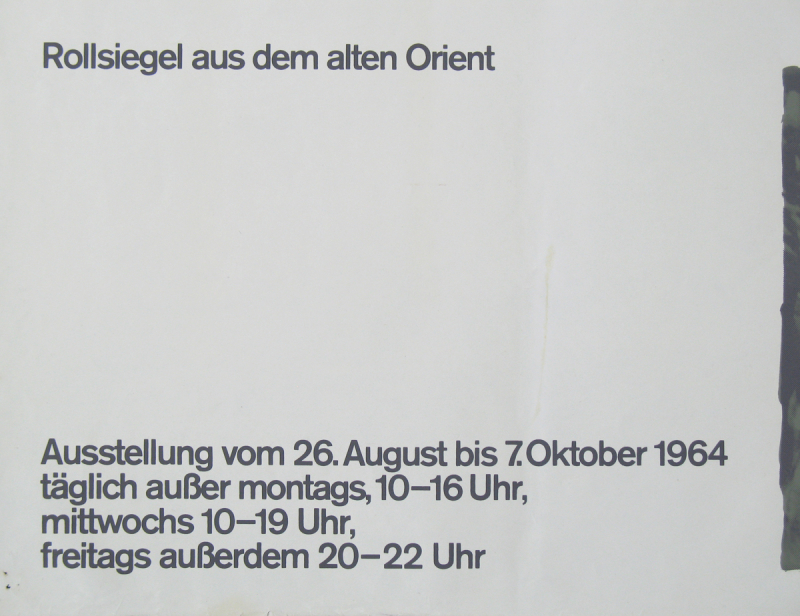 Rollsiegel aus dem alten Orient
Ausstellung vom 26. August bis 7. Oktober 1964
täglich außer montags, 10–16 Uhr,
mittwochs 10–19 Uhr,
freitags außerdem 20–22 Uhr